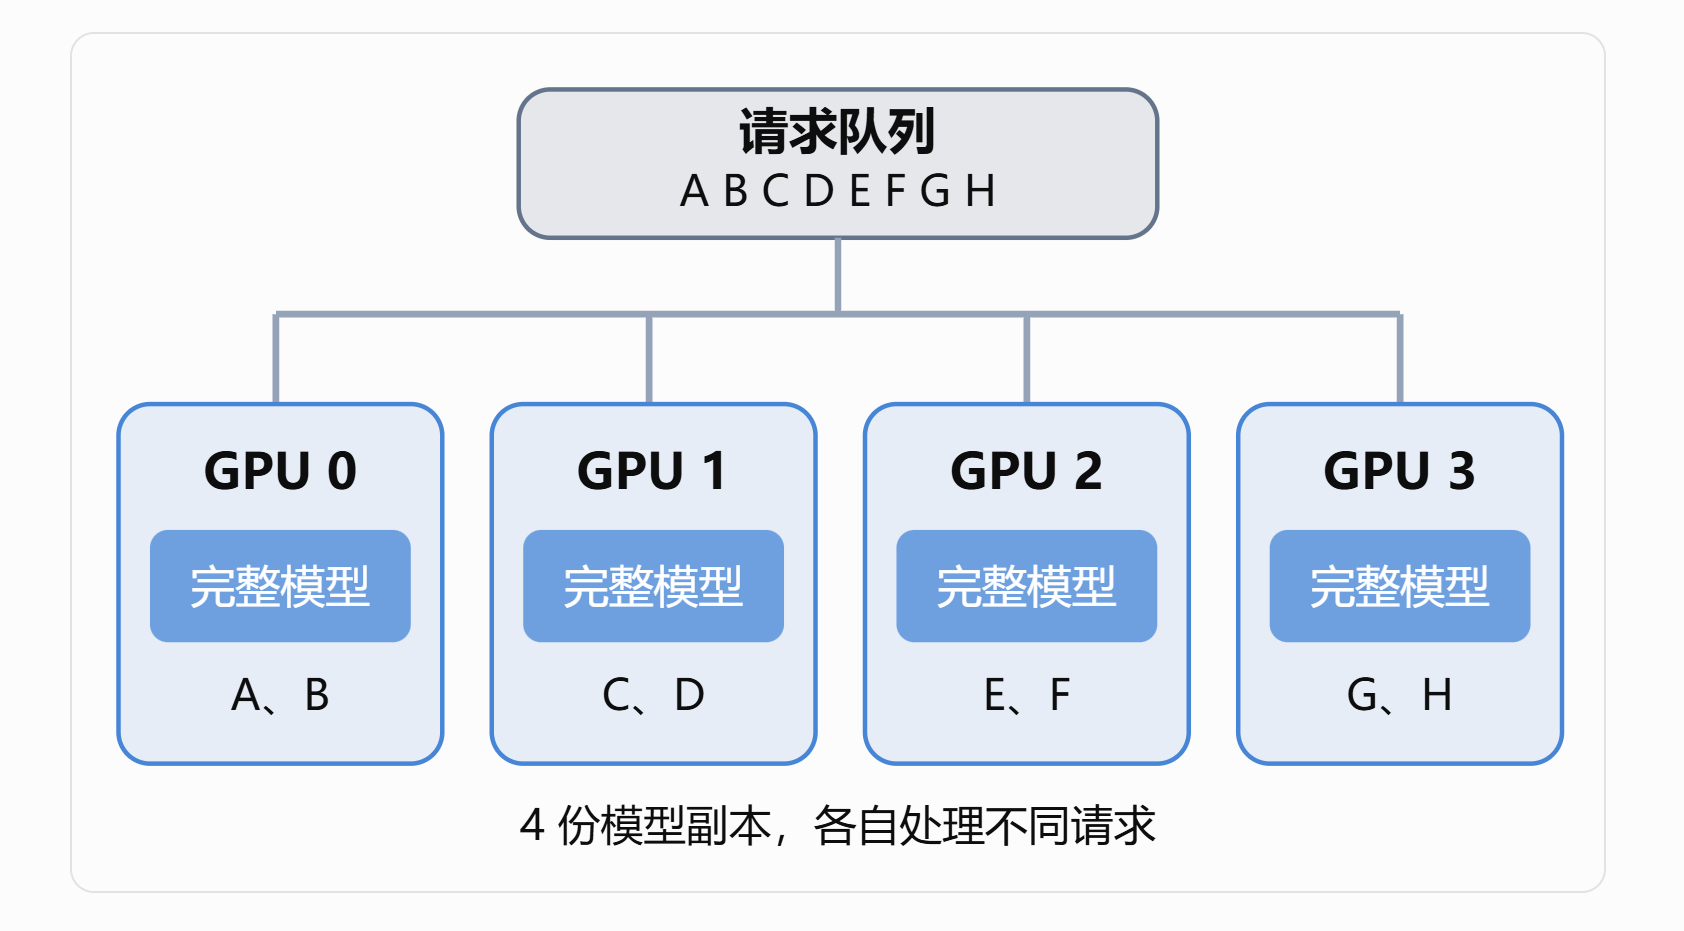 请求队列
A B C D E F G H
GPU 0
完整模型
A、B
GPU 1
完整模型
C、D
GPU 2
完整模型
E、F
GPU 3
完整模型
G、H
4 份模型副本，各自处理不同请求